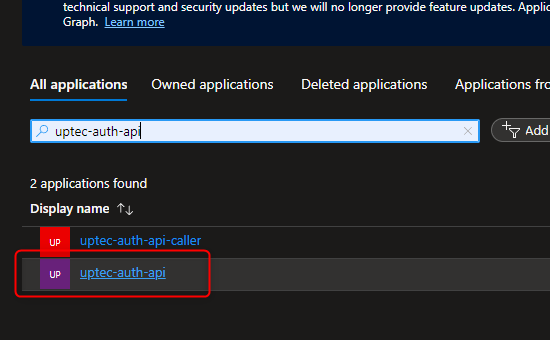 technical support and security updates but we will no longer provide feature updates. Applic
Graph. Learn more
All applications Owned applications Deleted applications Applications fro
uptec-auth-api
Add
2 applications found
Display name
UP uptec-auth-api-caller
UP uptec-auth-api